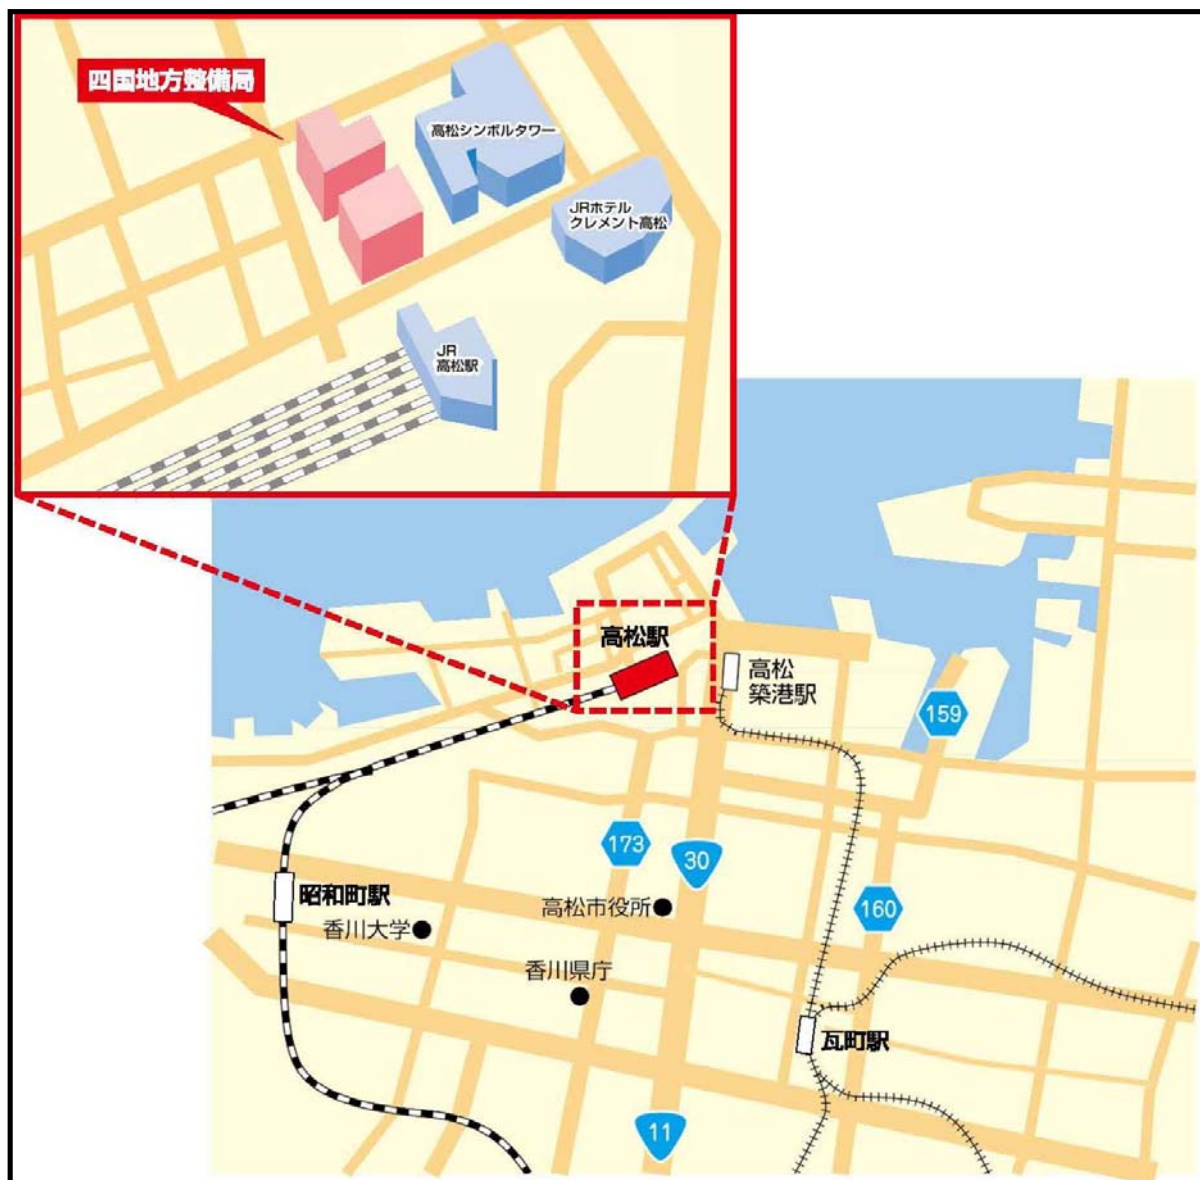 四国地方整備局
高松シンボルタワー
JRホテル
クレメント高松
JR
高松駅
高松駅
高松
築港駅
159
173
30
160
昭和町駅
高松市役所
香川大学
香川県庁
瓦町駅
11